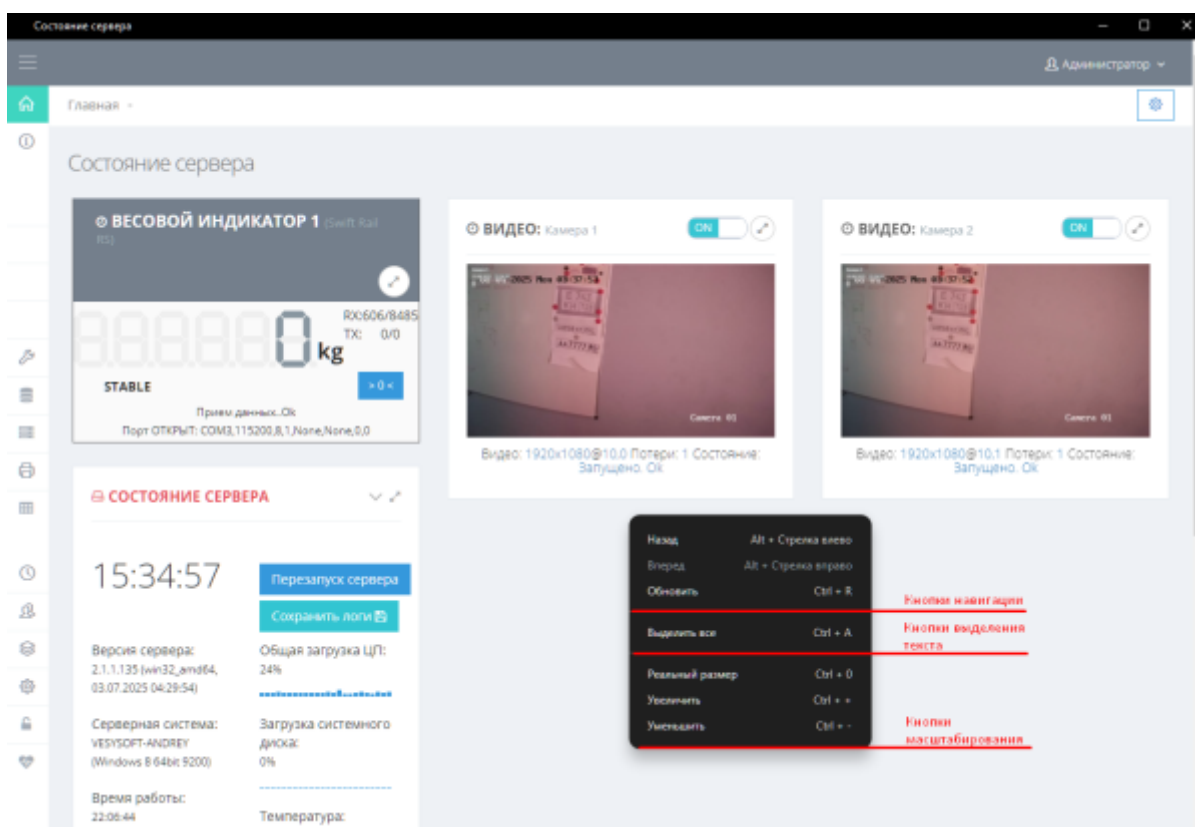 Состояние сервера
Администратор
Главная
Состояние сервера
ВЕСОВОЙ ИНДИКАТОР 1 (Swift Rail
RS)
RX:606/8485
TX: 0/0
0 kg
STABLE
>0<
Прием данных..Ok
Порт ОТКРЫТ: COM3,115200,8,1,None,None,0,0
ВИДЕО: Камера 1
ON
Camera 01
Видео: 1920x1080@10.0 Потери: 1 Состояние:
Запущено. Ok
ВИДЕО: Камера 2
ON
Camera 01
Видео: 1920x1080@10.1 Потери: 1 Состояние:
Запущено. Ok
СОСТОЯНИЕ СЕРВЕРА
15:34:57
Перезапуск сервера
Сохранить логи
Версия сервера:
2.1.1.135 (win32_amd64,
03.07.2025 04:29:54)
Общая загрузка ЦП:
24%
Серверная система:
VESYSOFT-ANDREY
(Windows 8 64bit 9200)
Загрузка системного
диска:
0%
Время работы:
22:06:44
Температура:
Назад Alt + Стрелка влево
Вперед Alt + Стрелка вправо
Обновить Ctrl + R
Выделить все Ctrl + A
Реальный размер Ctrl + 0
Увеличить Ctrl + +
Уменьшить Ctrl + -
Кнопки навигации
Кнопки выделения
текста
Кнопки
масштабирования